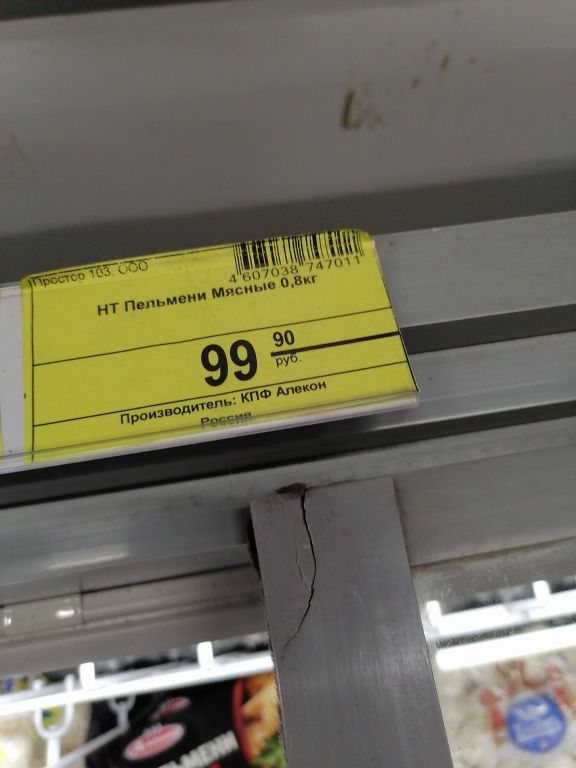 Простор 103, ООО
4 607038 747011
НТ Пельмени Мясные 0,8кг
99 90
руб.
Производитель: КПФ Алекон
Россия